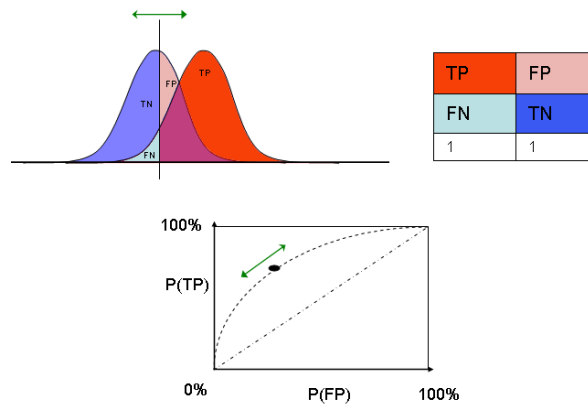 TP
FP
TN
FN
TP FP
FN TN
1 1
100%
P(TP)
0%
P(FP)
100%